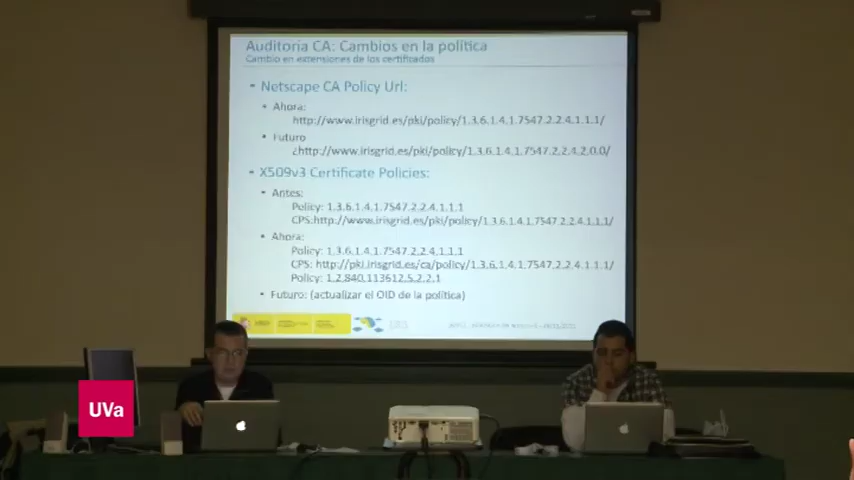 Auditoría CA: Cambios en la política
Cambio en extensiones de los certificados
Netscape CA Policy Url:
Ahora:
http://www.irisgrid.es/pki/policy/1.3.6.1.4.1.7547.2.2.4.1.1.1/
Futuro
¿http://www.irisgrid.es/pki/policy/1.3.6.1.4.1.7547.2.2.4.2.0.0/
X509v3 Certificate Policies:
Antes:
Policy: 1.3.6.1.4.1.7547.2.2.4.1.1.1
CPS:http://www.irisgrid.es/pki/policy/1.3.6.1.4.1.7547.2.2.4.1.1.1/
Ahora:
Policy: 1.3.6.1.4.1.7547.2.2.4.1.1.1
CPS: http://pki.irisgrid.es/ca/policy/1.3.6.1.4.1.7547.2.2.4.1.1.1/
Policy: 1.2.840.113612.5.2.2.1
Futuro: (actualizar el OID de la política)
UVa